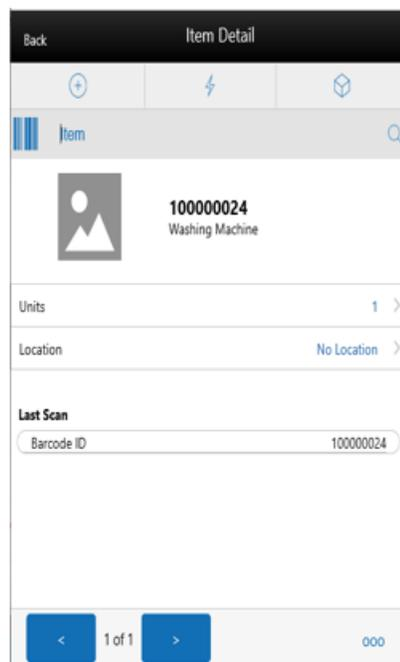 Back Item Detail
Item
100000024
Washing Machine
Units 1 >
Location No Location >
Last Scan
Barcode ID 100000024
< 1 of 1 > ooo